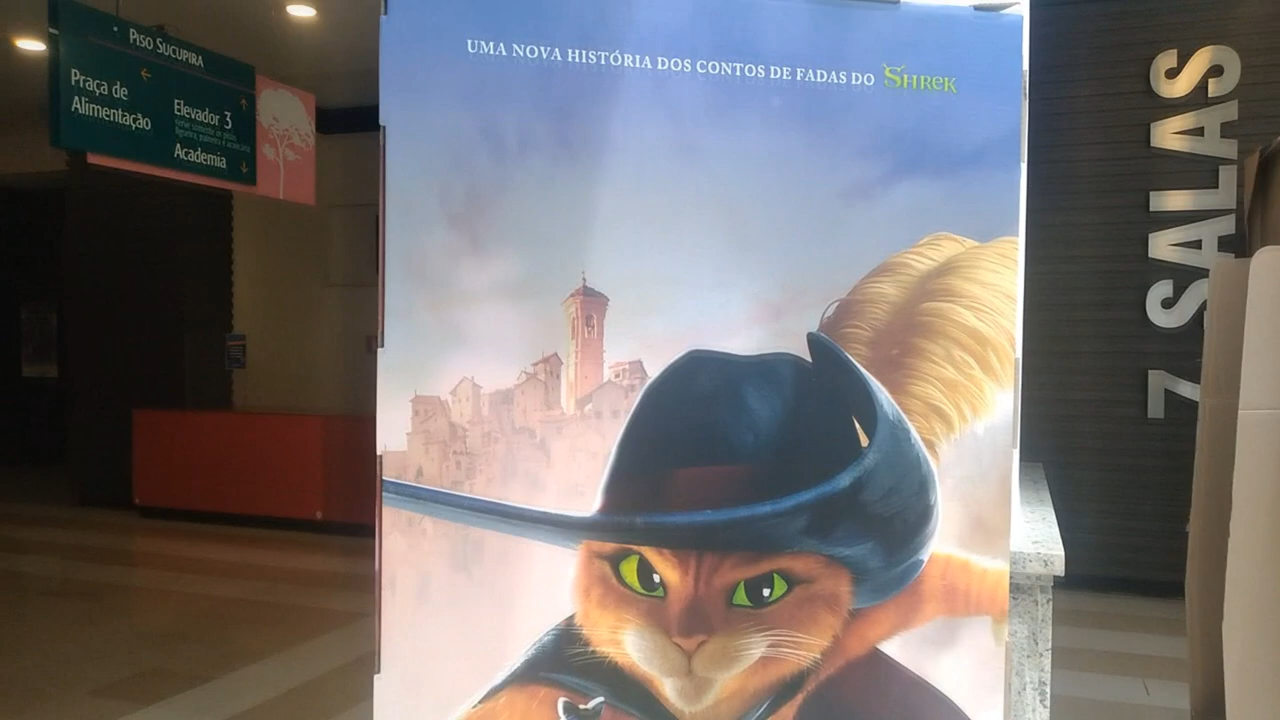 Piso Sucupira
Praça de
Alimentação
Elevador 3
Academia
UMA NOVA HISTÓRIA DOS CONTOS DE FADAS DO SHREK
7 SALAS